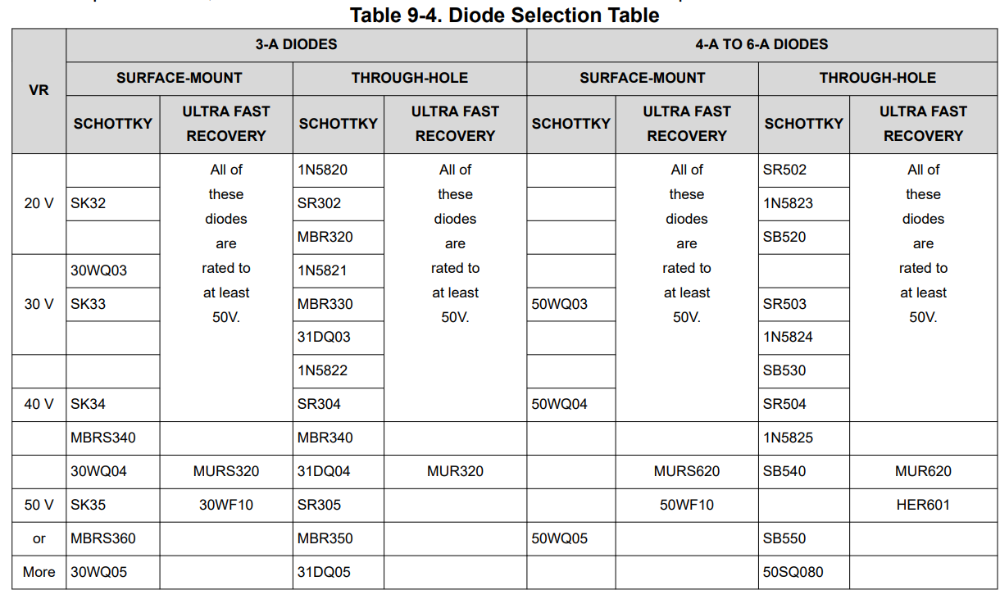 Table 9-4. Diode Selection Table
VR
3-A DIODES
4-A TO 6-A DIODES
SURFACE-MOUNT
THROUGH-HOLE
SURFACE-MOUNT
THROUGH-HOLE
SCHOTTKY
ULTRA FAST
RECOVERY
SCHOTTKY
ULTRA FAST
RECOVERY
SCHOTTKY
ULTRA FAST
RECOVERY
SCHOTTKY
ULTRA FAST
RECOVERY
20 V
All of
these
diodes
are
rated to
at least
50V.
1N5820
All of
these
diodes
are
rated to
at least
50V.
All of
these
diodes
are
rated to
at least
50V.
SR502
All of
these
diodes
are
rated to
at least
50V.
SK32
SR302
1N5823
MBR320
SB520
30 V
30WQ03
1N5821
SK33
MBR330
50WQ03
SR503
31DQ03
1N5824
1N5822
SB530
40 V
SK34
SR304
50WQ04
SR504
MBRS340
MBR340
1N5825
30WQ04
MURS320
31DQ04
MUR320
MURS620
SB540
MUR620
50 V
SK35
30WF10
SR305
50WF10
HER601
or
MBRS360
MBR350
50WQ05
SB550
More
30WQ05
31DQ05
50SQ080